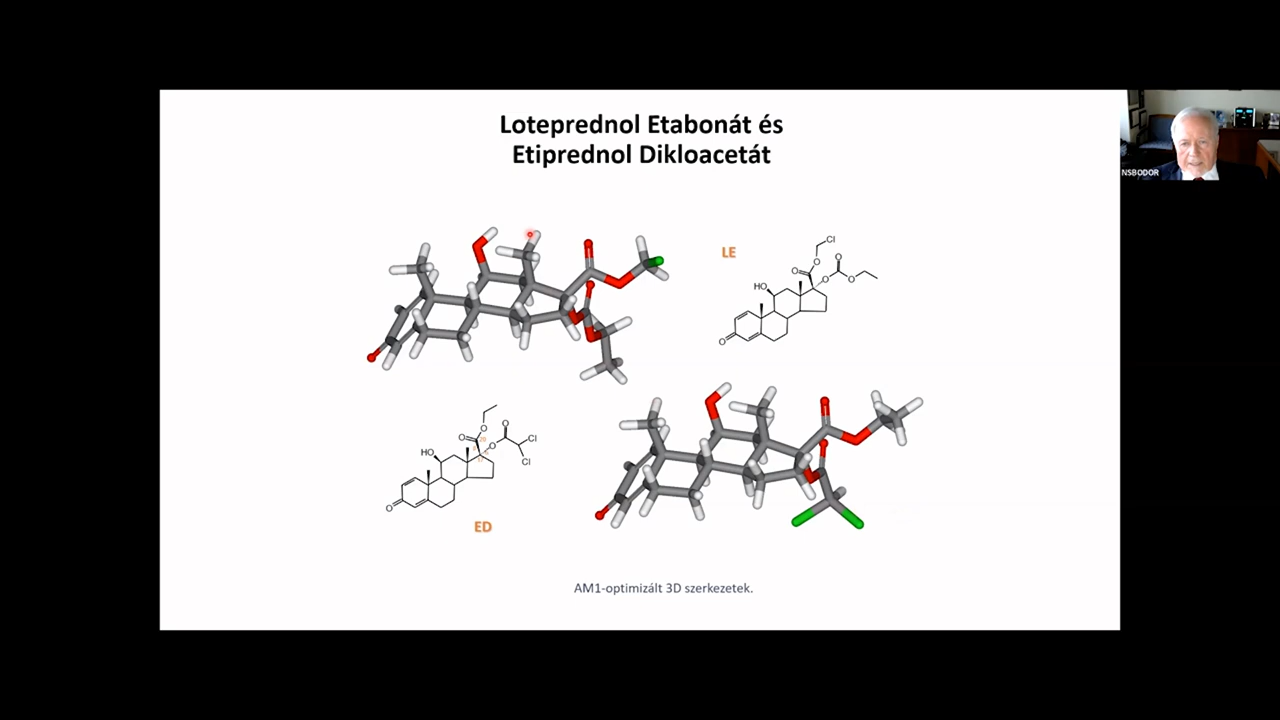 Loteprednol Etabonát és
Etiprednol Dikloacetát
NSBODOR
LE
Cl
O
O
O
O
O
HO
O
O
O
O
O
Cl
HO
Cl
O
ED
AM1-optimizált 3D szerkezetek.